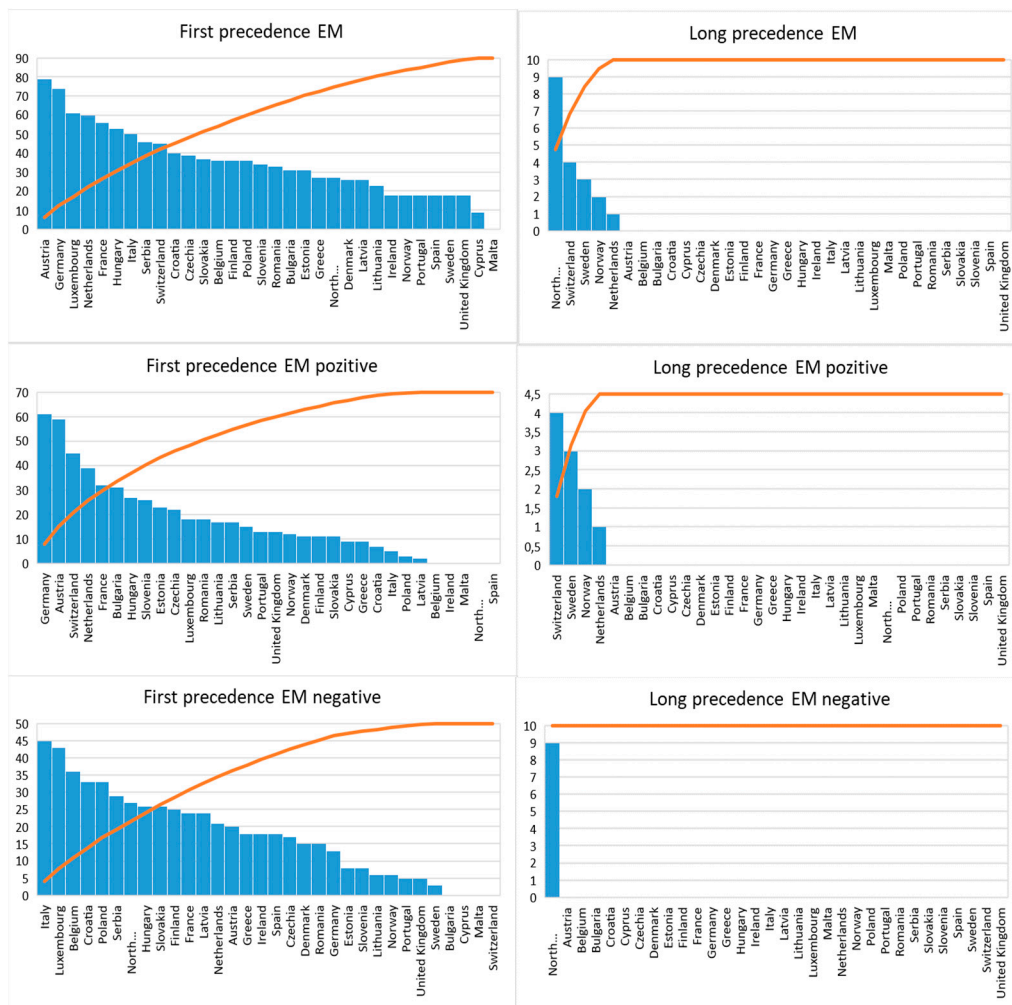 First precedence EM
90
80
70
60
50
40
30
20
10
0
Austria
Germany
Luxembourg
Netherlands
France
Hungary
Italy
Serbia
Switzerland
Croatia
Czechia
Slovakia
Belgium
Finland
Poland
Slovenia
Romania
Bulgaria
Estonia
Greece
North...
Denmark
Latvia
Lithuania
Ireland
Norway
Portugal
Spain
Sweden
United Kingdom
Cyprus
Malta
Long precedence EM
10
9
8
7
6
5
4
3
2
1
0
North...
Switzerland
Sweden
Norway
Netherlands
Austria
Belgium
Bulgaria
Croatia
Cyprus
Czechia
Denmark
Estonia
Finland
France
Germany
Greece
Hungary
Ireland
Italy
Latvia
Lithuania
Luxembourg
Malta
Poland
Portugal
Romania
Serbia
Slovakia
Slovenia
Spain
United Kingdom
First precedence EM pozitive
70
60
50
40
30
20
10
0
Germany
Austria
Switzerland
Netherlands
France
Bulgaria
Hungary
Slovenia
Estonia
Czechia
Luxembourg
Romania
Lithuania
Serbia
Sweden
Portugal
United Kingdom
Norway
Denmark
Finland
Slovakia
Cyprus
Greece
Croatia
Italy
Poland
Latvia
Belgium
Ireland
Malta
North...
Spain
Long precedence EM pozitive
4,5
4
3,5
3
2,5
2
1,5
1
0,5
0
Switzerland
Sweden
Norway
Netherlands
Austria
Belgium
Bulgaria
Croatia
Cyprus
Czechia
Denmark
Estonia
Finland
France
Germany
Greece
Hungary
Ireland
Italy
Latvia
Lithuania
Luxembourg
Malta
North...
Poland
Portugal
Romania
Serbia
Slovakia
Slovenia
Spain
United Kingdom
First precedence EM negative
50
45
40
35
30
25
20
15
10
5
0
Italy
Luxembourg
Belgium
Croatia
Poland
Serbia
North...
Hungary
Slovakia
Finland
France
Latvia
Netherlands
Austria
Greece
Ireland
Spain
Czechia
Denmark
Romania
Germany
Estonia
Slovenia
Lithuania
Norway
Portugal
United Kingdom
Sweden
Bulgaria
Cyprus
Malta
Switzerland
Long precedence EM negative
10
9
8
7
6
5
4
3
2
1
0
North...
Austria
Belgium
Bulgaria
Croatia
Cyprus
Czechia
Denmark
Estonia
Finland
France
Germany
Greece
Hungary
Ireland
Italy
Latvia
Lithuania
Luxembourg
Malta
Netherlands
Norway
Poland
Portugal
Romania
Serbia
Slovakia
Slovenia
Spain
Sweden
Switzerland
United Kingdom